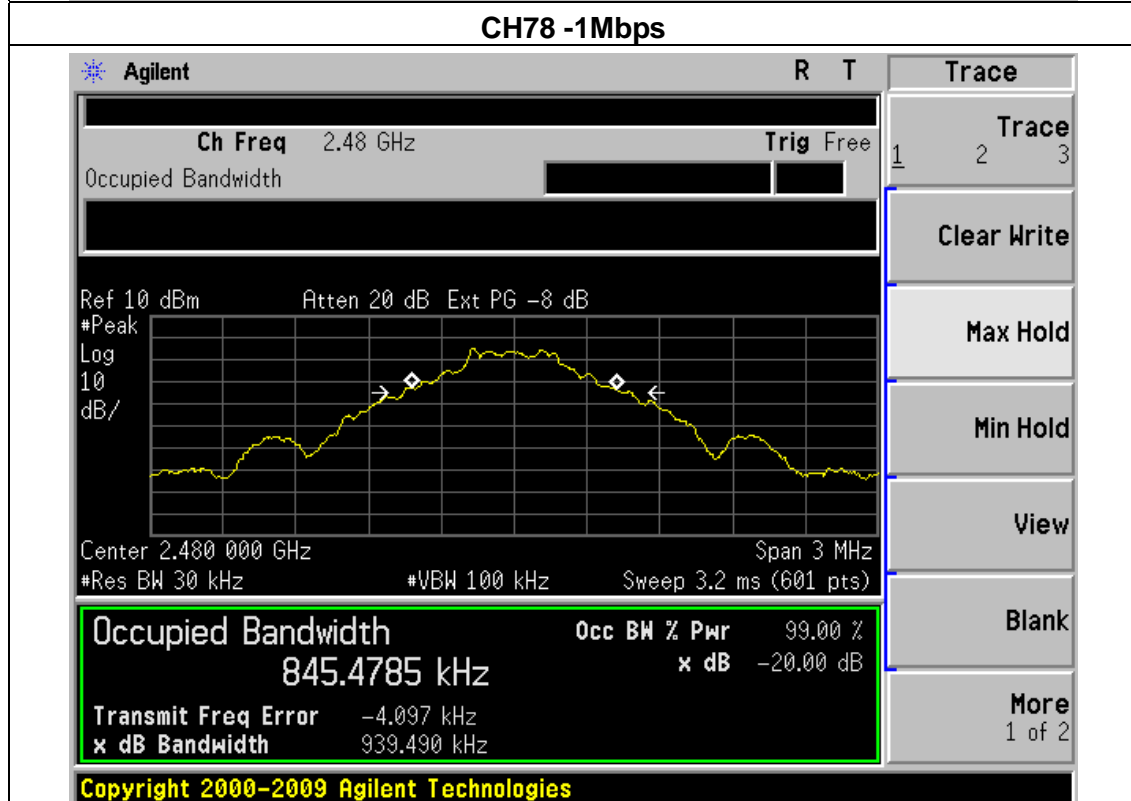 CH78 -1Mbps
Agilent R T Trace
Ch Freq 2.48 GHz Trig Free
Occupied Bandwidth
Trace
1 2 3
Clear Write
Max Hold
Min Hold
View
Blank
More
1 of 2
Ref 10 dBm Atten 20 dB Ext PG -8 dB
#Peak
Log
10
dB/
Center 2.480 000 GHz Span 3 MHz
#Res BW 30 kHz #VBW 100 kHz Sweep 3.2 ms (601 pts)
Occupied Bandwidth Occ BW % Pwr 99.00 %
845.4785 kHz x dB -20.00 dB
Transmit Freq Error -4.097 kHz
x dB Bandwidth 939.490 kHz
Copyright 2000-2009 Agilent Technologies